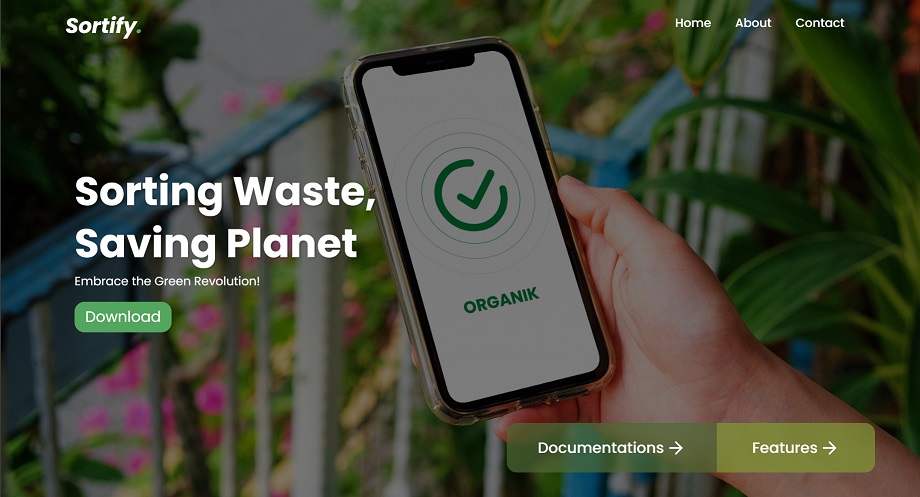 Sortify.
Home About Contact
Sorting Waste,
Saving Planet
Embrace the Green Revolution!
Download
ORGANIK
Documentations →
Features →